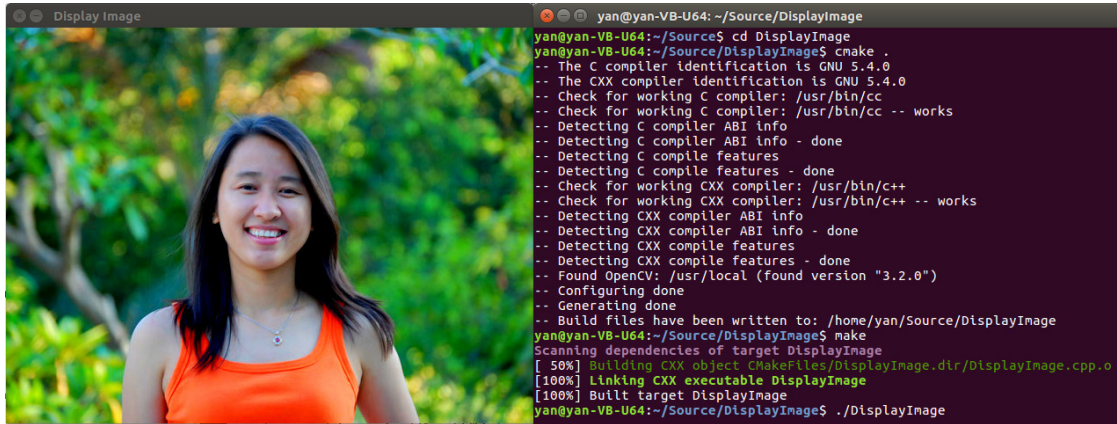 Display Image
yan@yan-VB-U64: ~/Source/DisplayImage
yan@yan-VB-U64:~/Source$ cd DisplayImage
yan@yan-VB-U64:~/Source/DisplayImage$ cmake .
-- The C compiler identification is GNU 5.4.0
-- The CXX compiler identification is GNU 5.4.0
-- Check for working C compiler: /usr/bin/cc
-- Check for working C compiler: /usr/bin/cc -- works
-- Detecting C compiler ABI info
-- Detecting C compiler ABI info - done
-- Detecting C compile features
-- Detecting C compile features - done
-- Check for working CXX compiler: /usr/bin/c++
-- Check for working CXX compiler: /usr/bin/c++ -- works
-- Detecting CXX compiler ABI info
-- Detecting CXX compiler ABI info - done
-- Detecting CXX compile features
-- Detecting CXX compile features - done
-- Found OpenCV: /usr/local (found version "3.2.0")
-- Configuring done
-- Generating done
-- Build files have been written to: /home/yan/Source/DisplayImage
yan@yan-VB-U64:~/Source/DisplayImage$ make
Scanning dependencies of target DisplayImage
[ 50%] Building CXX object CMakeFiles/DisplayImage.dir/DisplayImage.cpp.o
[100%] Linking CXX executable DisplayImage
[100%] Built target DisplayImage
yan@yan-VB-U64:~/Source/DisplayImage$ ./DisplayImage